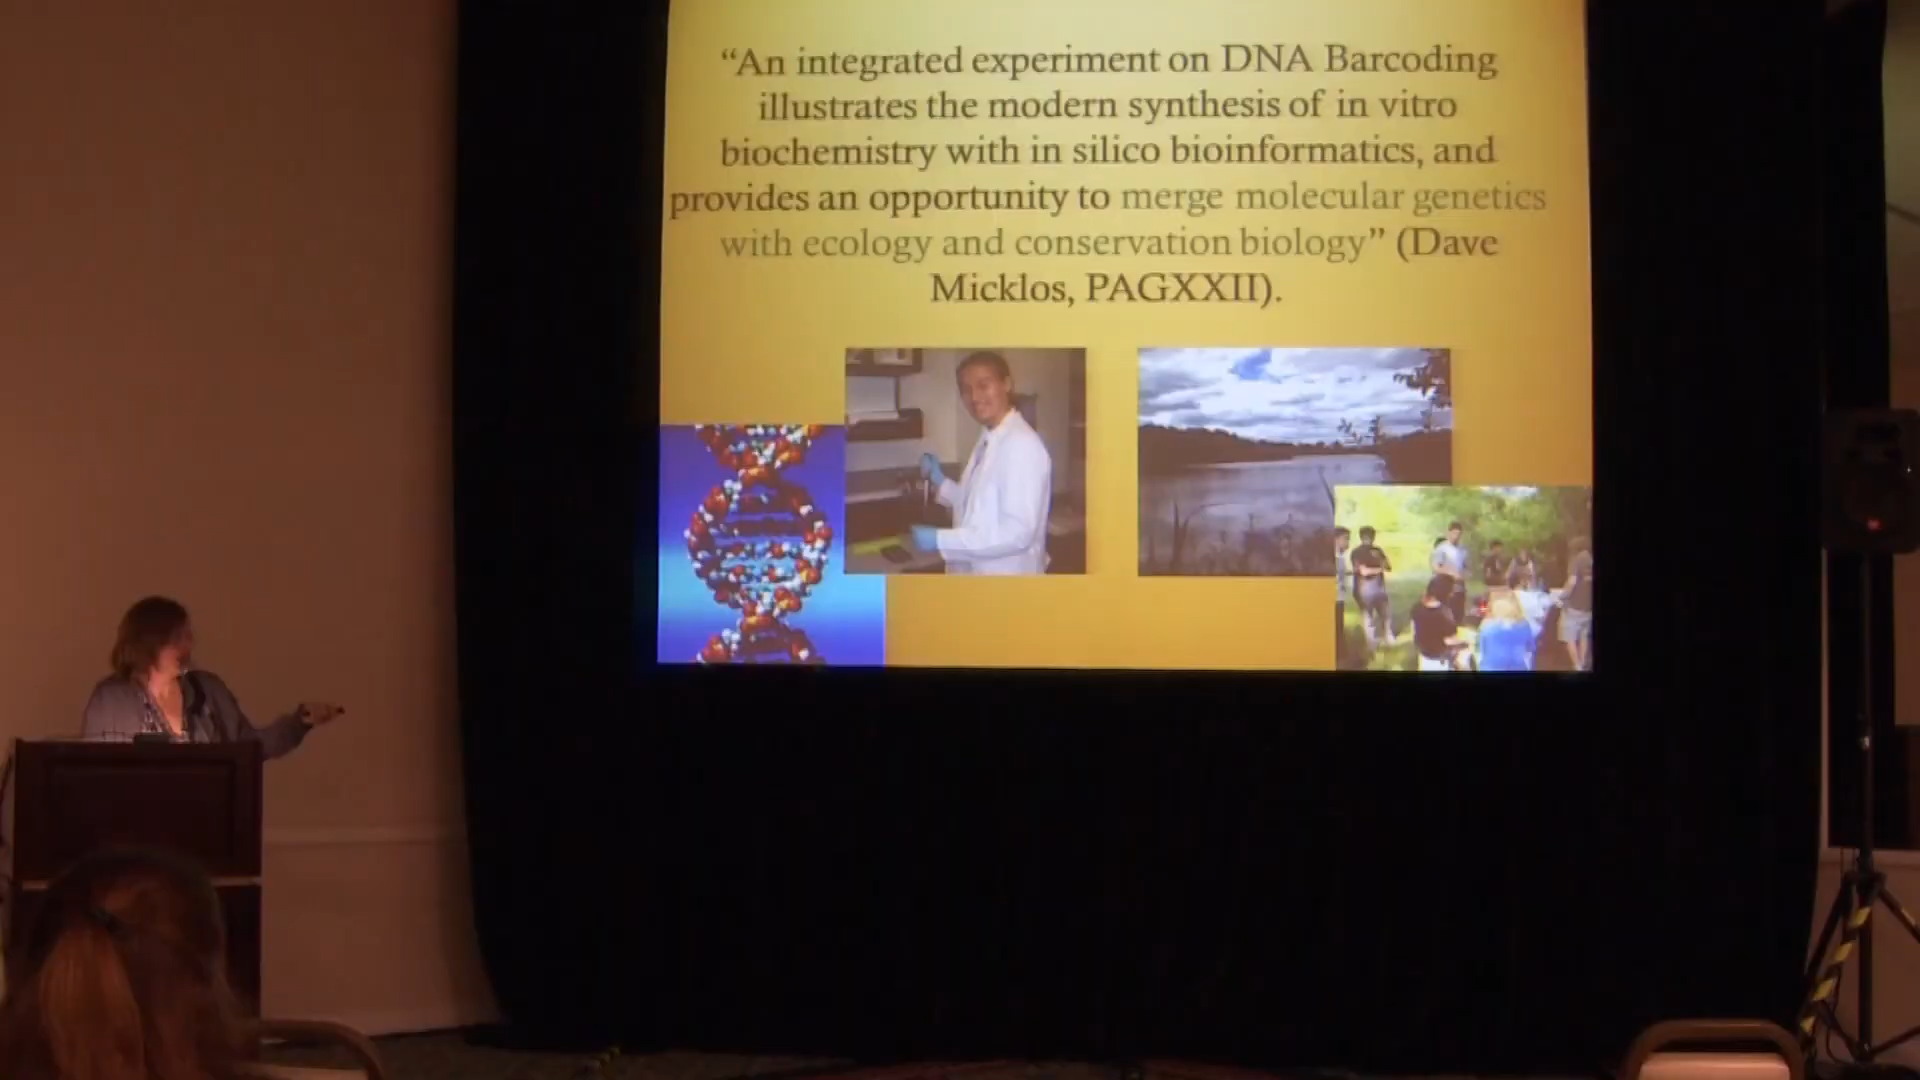 “An integrated experiment on DNA Barcoding
illustrates the modern synthesis of in vitro
biochemistry with in silico bioinformatics, and
provides an opportunity to merge molecular genetics
with ecology and conservation biology” (Dave
Micklos, PAGXXII).